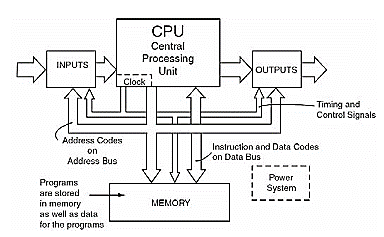 CPU
Central
Processing
Unit
Clock
INPUTS
OUTPUTS
Timing and
Control Signals
Address Codes
on
Address Bus
Instruction and Data Codes
on Data Bus
Programs
are stored
in memory
as well as data
for the programs
MEMORY
Power
System